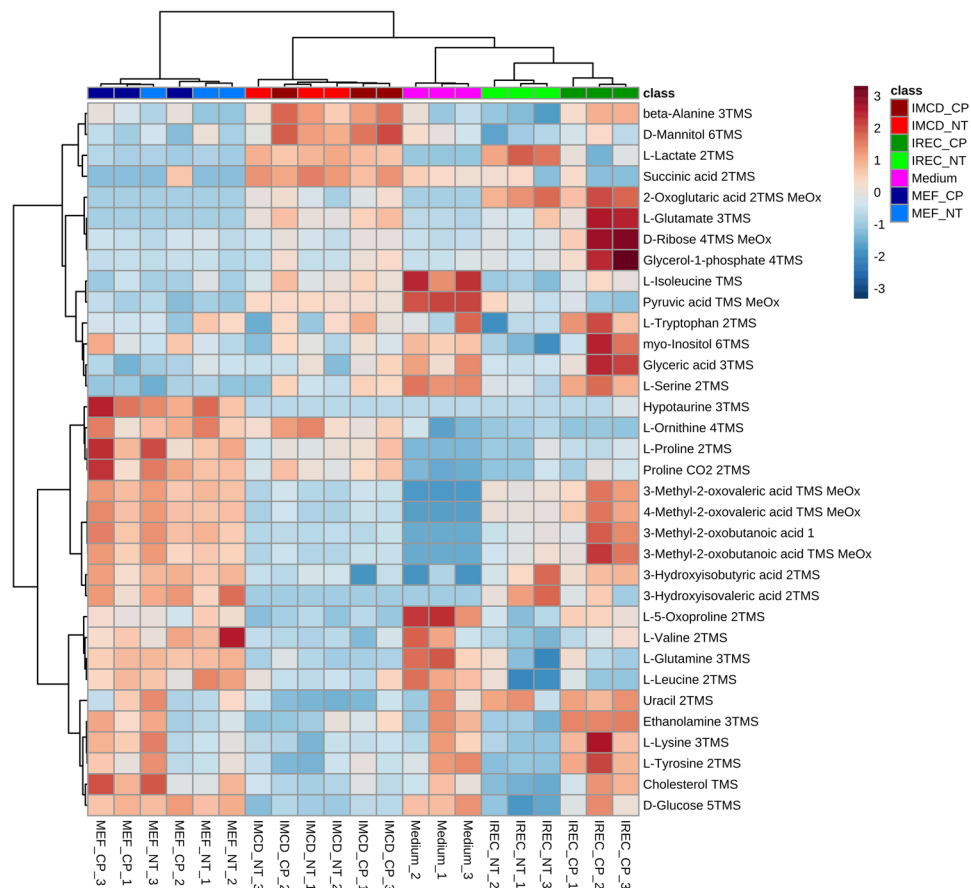 class
beta-Alanine 3TMS
D-Mannitol 6TMS
L-Lactate 2TMS
Succinic acid 2TMS
2-Oxoglutaric acid 2TMS MeOx
L-Glutamate 3TMS
D-Ribose 4TMS MeOx
Glycerol-1-phosphate 4TMS
L-Isoleucine TMS
Pyruvic acid TMS MeOx
L-Tryptophan 2TMS
myo-Inositol 6TMS
Glyceric acid 3TMS
L-Serine 2TMS
Hypotaurine 3TMS
L-Ornithine 4TMS
L-Proline 2TMS
Proline CO2 2TMS
3-Methyl-2-oxovaleric acid TMS MeOx
4-Methyl-2-oxovaleric acid TMS MeOx
3-Methyl-2-oxobutanoic acid 1
3-Methyl-2-oxobutanoic acid TMS MeOx
3-Hydroxyisobutyric acid 2TMS
3-Hydroxyisovaleric acid 2TMS
L-5-Oxoproline 2TMS
L-Valine 2TMS
L-Glutamine 3TMS
L-Leucine 2TMS
Uracil 2TMS
Ethanolamine 3TMS
L-Lysine 3TMS
L-Tyrosine 2TMS
Cholesterol TMS
D-Glucose 5TMS
3
2
1
0
-1
-2
-3
class
IMCD_CP
IMCD_NT
IREC_CP
IREC_NT
Medium
MEF_CP
MEF_NT
MEF_CP_3
MEF_CP_1
MEF_NT_3
MEF_CP_2
MEF_NT_1
MEF_NT_2
IMCD_NT_3
IMCD_CP_2
IMCD_NT_1
IMCD_NT_2
IMCD_CP_1
IMCD_CP_3
Medium_2
Medium_1
Medium_3
IREC_NT_2
IREC_NT_1
IREC_NT_3
IREC_CP_1
IREC_CP_2
IREC_CP_3